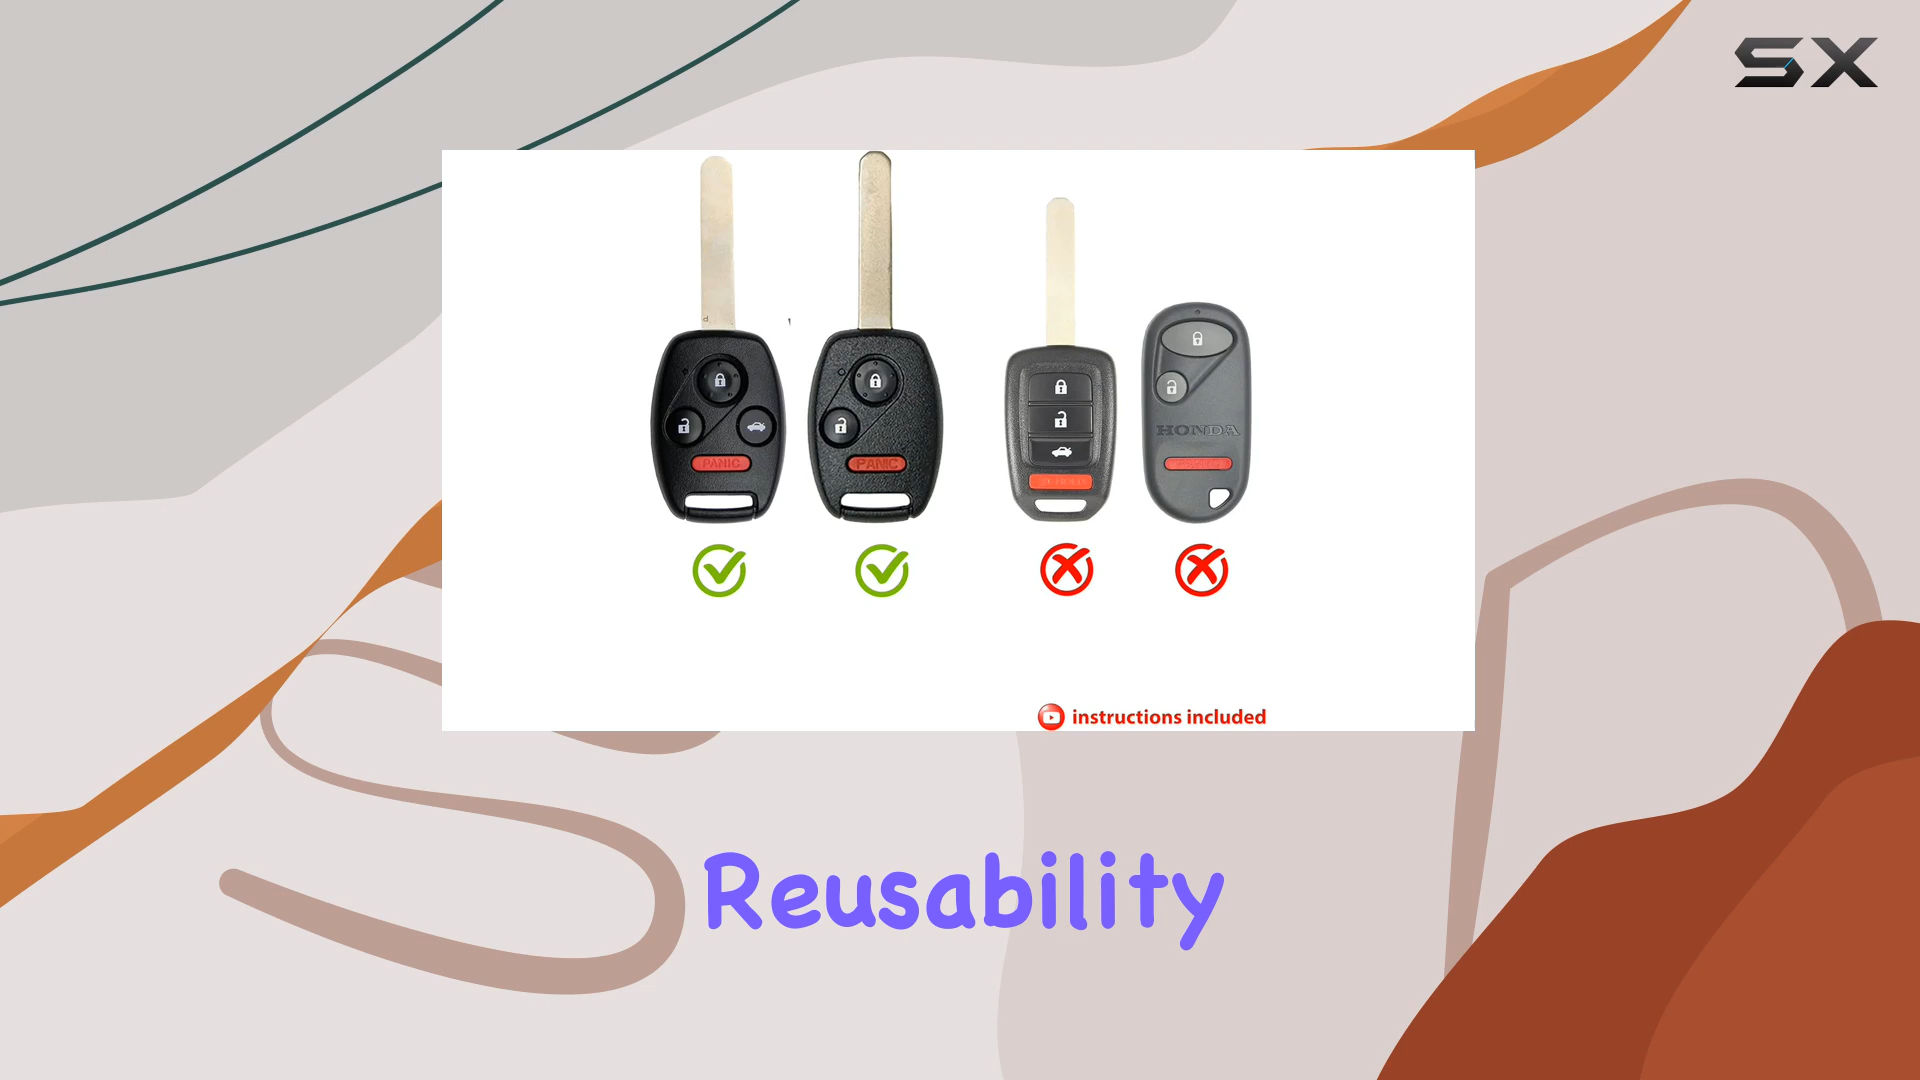 SX
PANIC
PANIC
HONDA
instructions included
Reusability